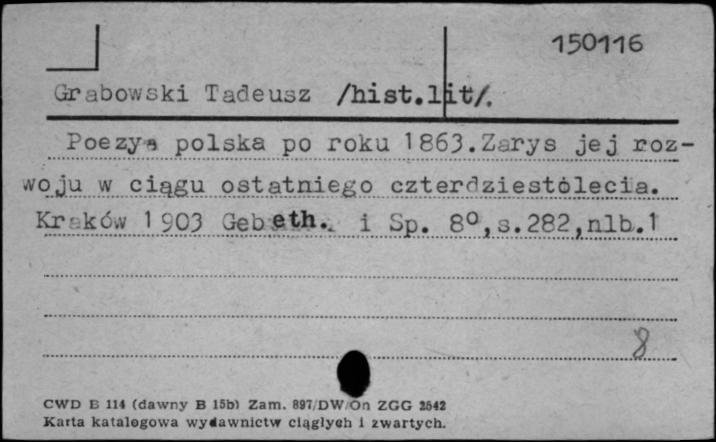 150116
Grabowski Tadeusz /hist.lit/.
Poezya polska po roku 1863.Zarys jej roz-
woju w ciągu ostatniego czterdziestólecia.
Kraków 1903 Gebeth. i Sp. 8º,s.282,nlb.1
8
CWD B 114 (dawny B 15b) Zam. 897/DW/On ZGG 2542
Karta katalogowa wydawnictw ciągłych i zwartych.